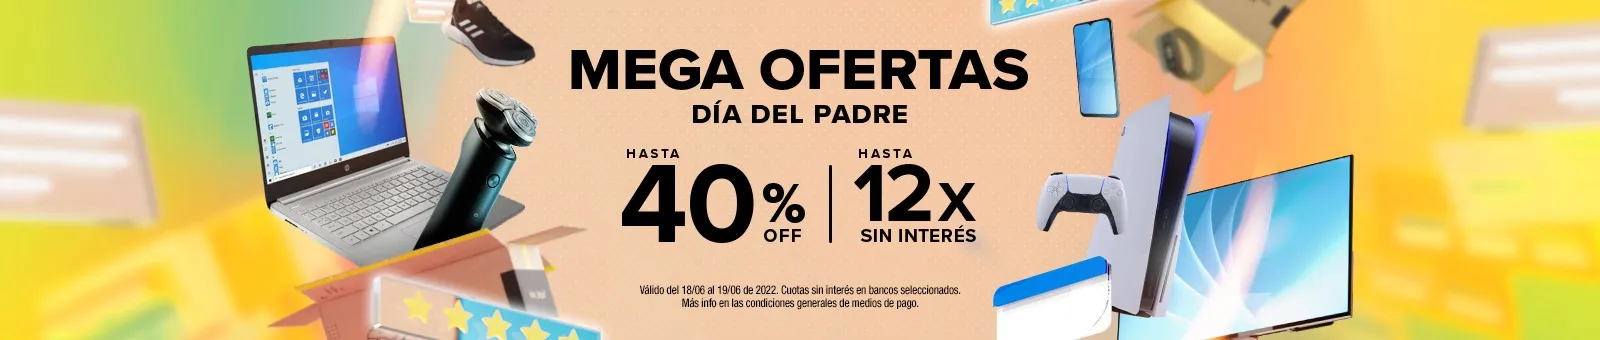 MEGA OFERTAS
DÍA DEL PADRE
HASTA
40% OFF
HASTA
12X
SIN INTERÉS
Válido del 18/06 al 19/06 de 2022. Cuotas sin interés en bancos seleccionados.
Más info en las condiciones generales de medios de pago.